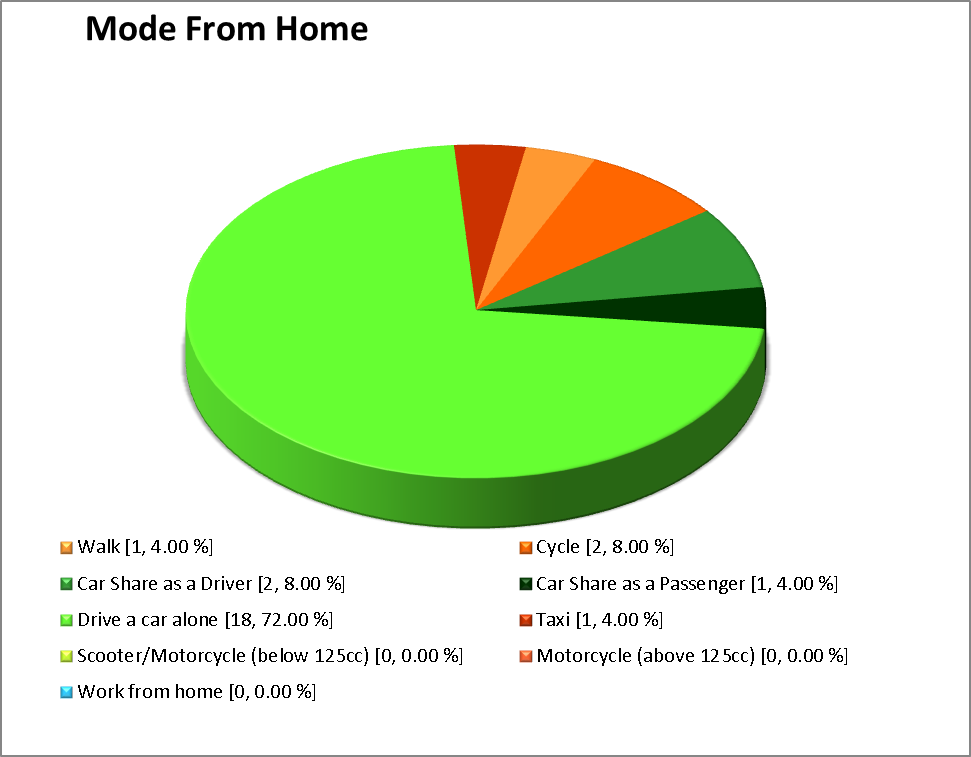 Mode From Home
Walk [1, 4.00 %]
Cycle [2, 8.00 %]
Car Share as a Driver [2, 8.00 %]
Car Share as a Passenger [1, 4.00 %]
Drive a car alone [18, 72.00 %]
Taxi [1, 4.00 %]
Scooter/Motorcycle (below 125cc) [0, 0.00 %]
Motorcycle (above 125cc) [0, 0.00 %]
Work from home [0, 0.00 %]